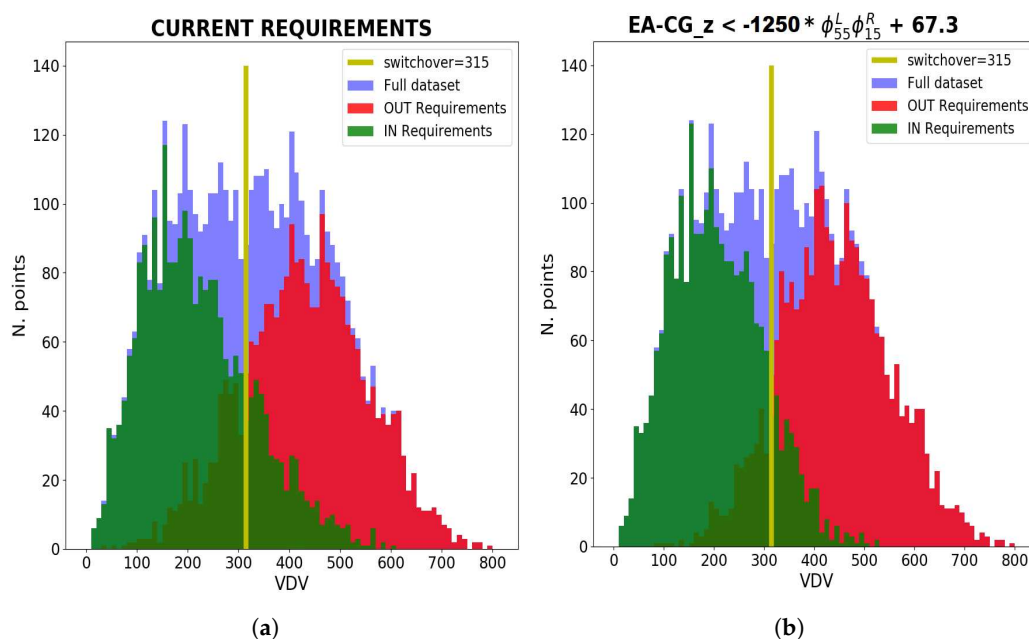 CURRENT REQUIREMENTS
140
120
100
80
60
40
20
0
N. points
0 100 200 300 400 500 600 700 800
VDV
switchover=315
Full dataset
OUT Requirements
IN Requirements
(a)
EA-CG_z < -1250 * ϕ^L_55 ϕ^R_15 + 67.3
140
120
100
80
60
40
20
0
N. points
0 100 200 300 400 500 600 700 800
VDV
switchover=315
Full dataset
OUT Requirements
IN Requirements
(b)